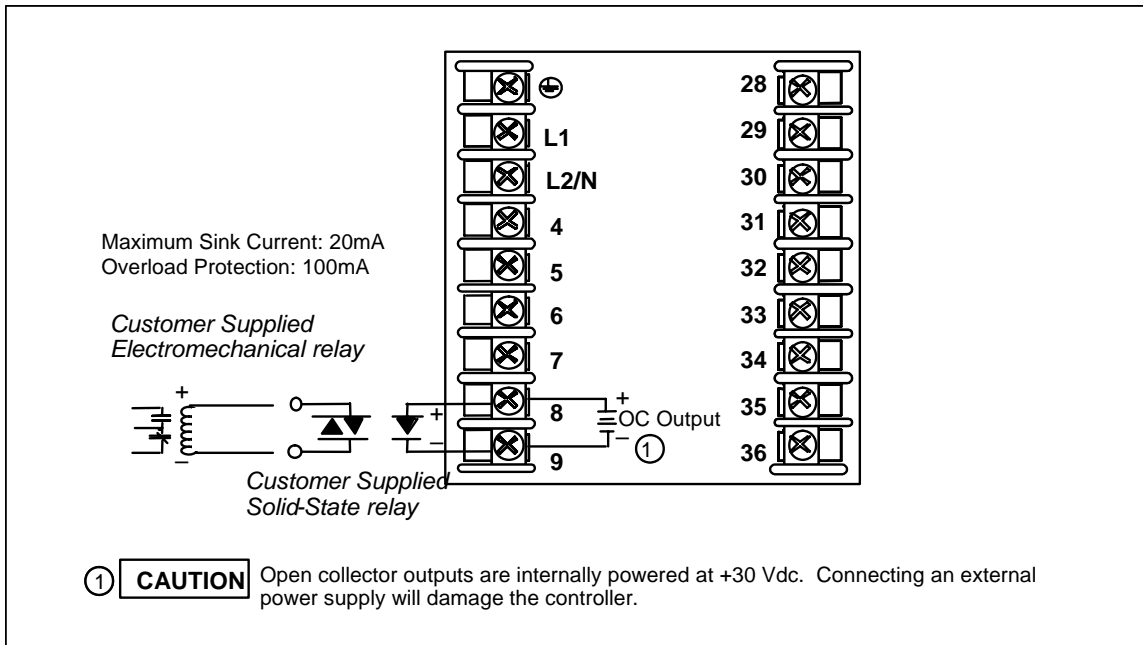 28
L1
29
L2/N
30
4
31
Maximum Sink Current: 20mA
Overload Protection: 100mA
5
32
6
33
Customer Supplied
Electromechanical relay
7
34
+
+
+
8
OC Output
35
–
–
–
1
9
36
Customer Supplied
Solid-State relay
1 CAUTION Open collector outputs are internally powered at +30 Vdc. Connecting an external
power supply will damage the controller.